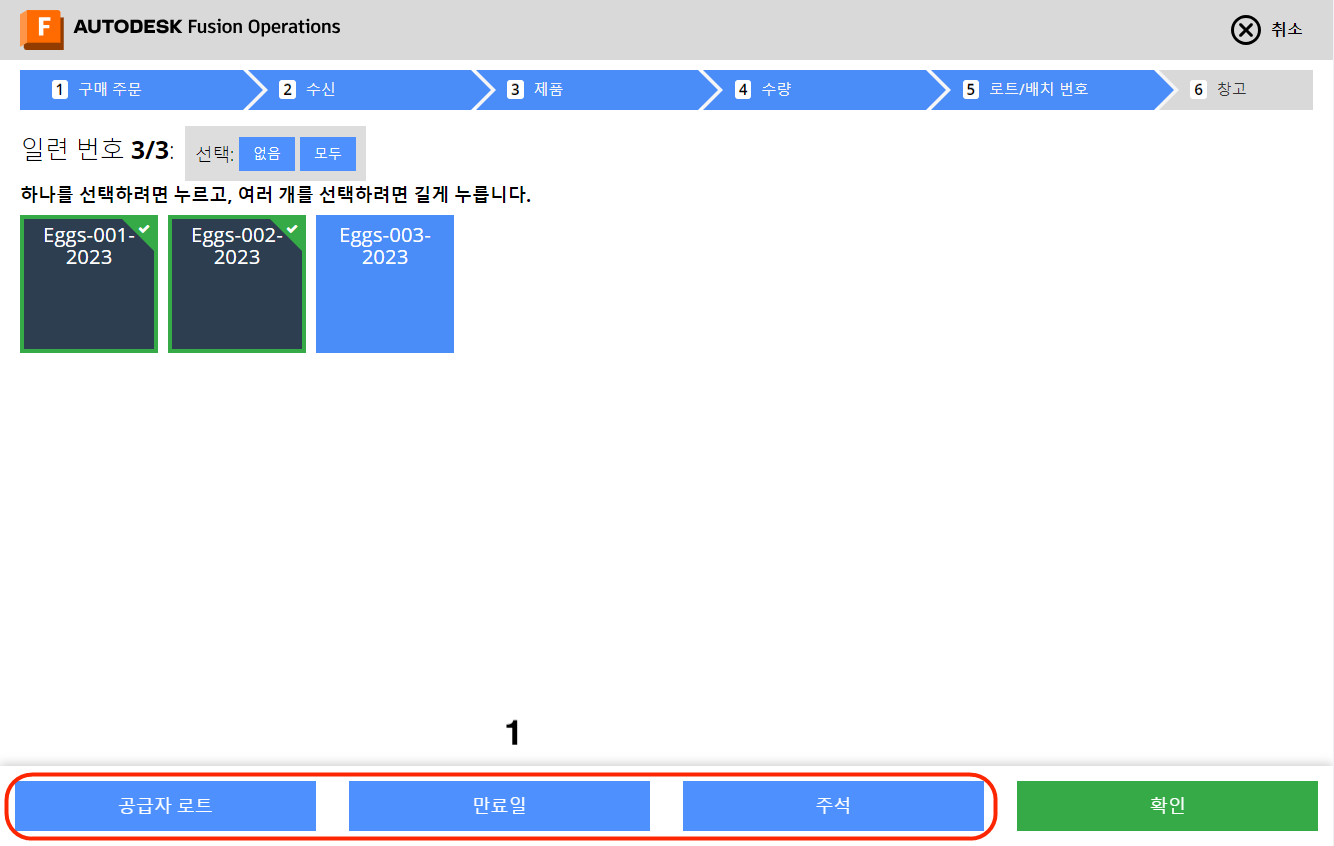 F AUTODESK Fusion Operations
취소
1 구매 주문
2 수신
3 제품
4 수량
5 로트/배치 번호
6 창고
일련 번호 3/3: 선택: 없음 모두
하나를 선택하려면 누르고, 여러 개를 선택하려면 길게 누릅니다.
Eggs-001-
2023
Eggs-002-
2023
Eggs-003-
2023
1
공급자 로트
만료일
주석
확인